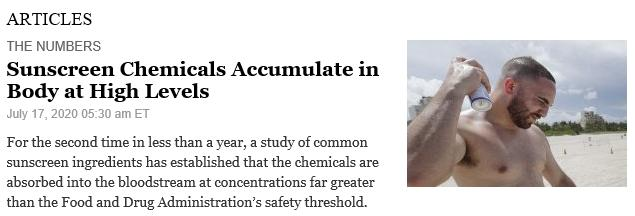 ARTICLES
THE NUMBERS
Sunscreen Chemicals Accumulate in
Body at High Levels
July 17, 2020 05:30 am ET
For the second time in less than a year, a study of common
sunscreen ingredients has established that the chemicals are
absorbed into the bloodstream at concentrations far greater
than the Food and Drug Administration’s safety threshold.